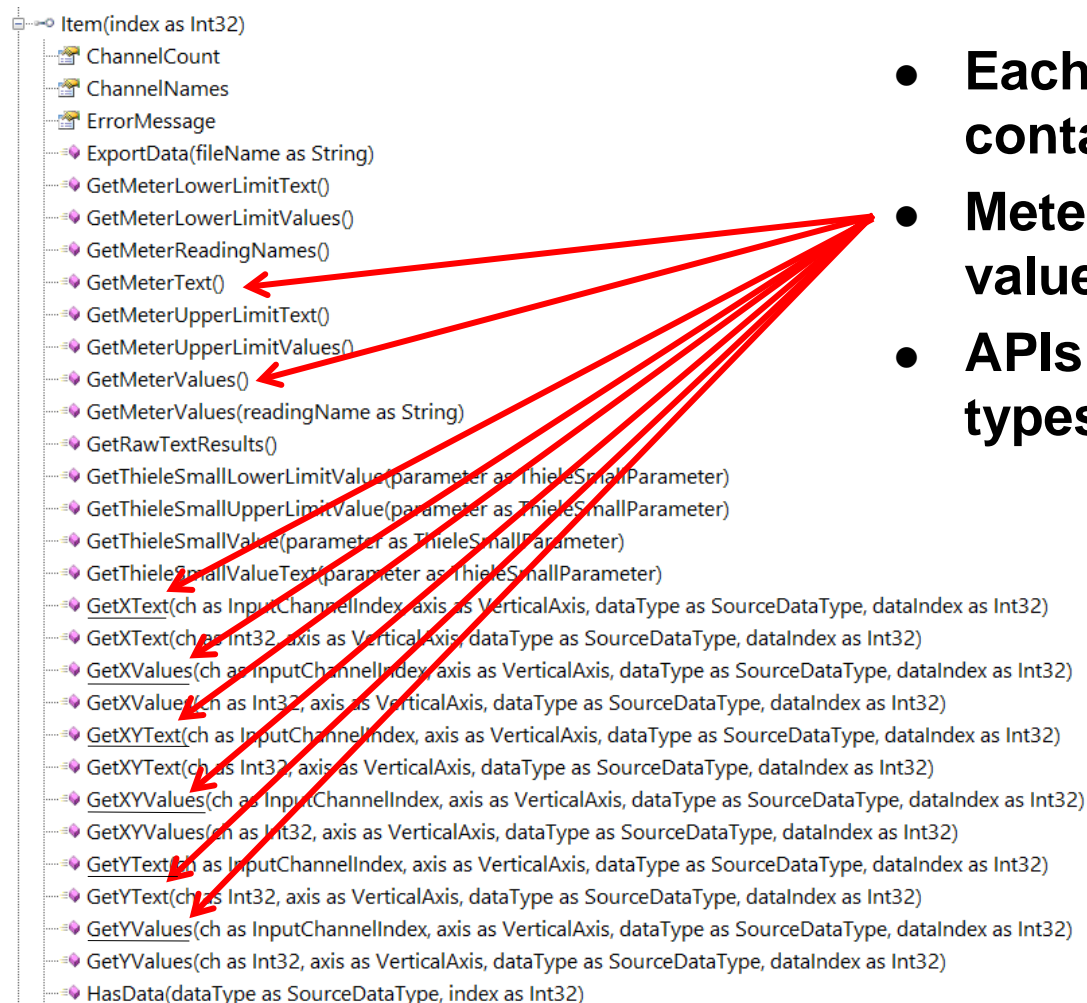 Item(index as Int32)
ChannelCount
ChannelNames
ErrorMessage
ExportData(fileName as String)
GetMeterLowerLimitText()
GetMeterLowerLimitValues()
GetMeterReadingNames()
GetMeterText()
GetMeterUpperLimitText()
GetMeterUpperLimitValues()
GetMeterValues()
GetMeterValues(readingName as String)
GetRawTextResults()
GetThieleSmallLowerLimitValue(parameter as ThieleSmallParameter)
GetThieleSmallUpperLimitValue(parameter as ThieleSmallParameter)
GetThieleSmallValue(parameter as ThieleSmallParameter)
GetThieleSmallValueText(parameter as ThieleSmallParameter)
GetXText(ch as InputChannelIndex, axis as VerticalAxis, dataType as SourceDataType, dataIndex as Int32)
GetXText(ch as Int32, axis as VerticalAxis, dataType as SourceDataType, dataIndex as Int32)
GetXValues(ch as InputChannelIndex, axis as VerticalAxis, dataType as SourceDataType, dataIndex as Int32)
GetXValues(ch as Int32, axis as VerticalAxis, dataType as SourceDataType, dataIndex as Int32)
GetXYText(ch as InputChannelIndex, axis as VerticalAxis, dataType as SourceDataType, dataIndex as Int32)
GetXYText(ch as Int32, axis as VerticalAxis, dataType as SourceDataType, dataIndex as Int32)
GetXYValues(ch as InputChannelIndex, axis as VerticalAxis, dataType as SourceDataType, dataIndex as Int32)
GetXYValues(ch as Int32, axis as VerticalAxis, dataType as SourceDataType, dataIndex as Int32)
GetYText(ch as InputChannelIndex, axis as VerticalAxis, dataType as SourceDataType, dataIndex as Int32)
GetYText(ch as Int32, axis as VerticalAxis, dataType as SourceDataType, dataIndex as Int32)
GetYValues(ch as InputChannelIndex, axis as VerticalAxis, dataType as SourceDataType, dataIndex as Int32)
GetYValues(ch as Int32, axis as VerticalAxis, dataType as SourceDataType, dataIndex as Int32)
HasData(dataType as SourceDataType, index as Int32)
• Each
conta
• Mete
value
• APIs
types